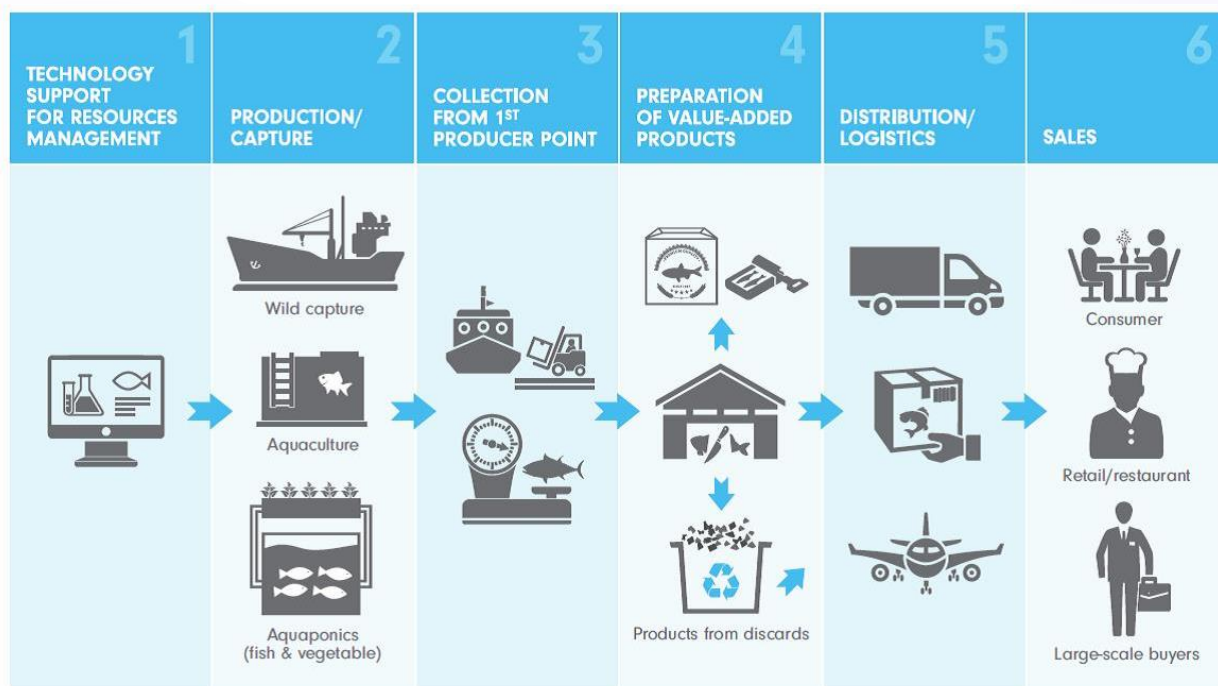 1
TECHNOLOGY
SUPPORT
FOR RESOURCES
MANAGEMENT
2
PRODUCTION/
CAPTURE
3
COLLECTION
FROM 1ST
PRODUCER POINT
4
PREPARATION
OF VALUE-ADDED
PRODUCTS
5
DISTRIBUTION/
LOGISTICS
6
SALES
Wild capture
Aquaculture
Aquaponics
(fish & vegetable)
Products from discards
Consumer
Retail/restaurant
Large-scale buyers